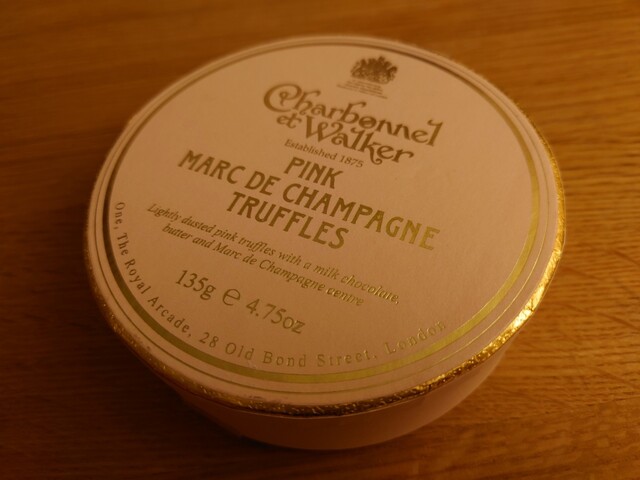 Charbonnel
et Walker
Established 1875
PINK
MARC DE CHAMPAGNE
TRUFFLES
Lightly dusted pink truffles with a milk chocolate,
butter and Marc de Champagne centre
135g ℮ 4.75oz
One, The Royal Arcade, 28 Old Bond Street, London